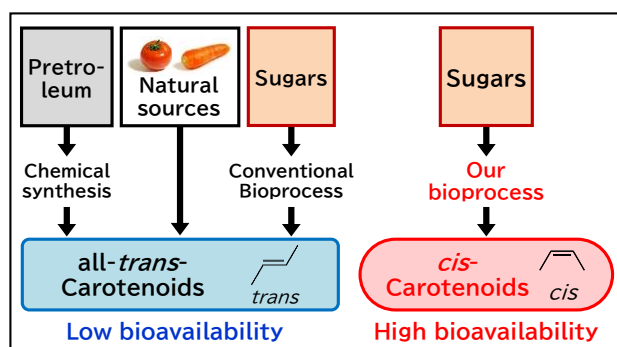 Pretro-
leum
Natural
sources
Sugars
Sugars
Chemical
synthesis
Conventional
Bioprocess
Our
bioprocess
all-trans-
Carotenoids
trans
cis-
Carotenoids
cis
Low bioavailability
High bioavailability